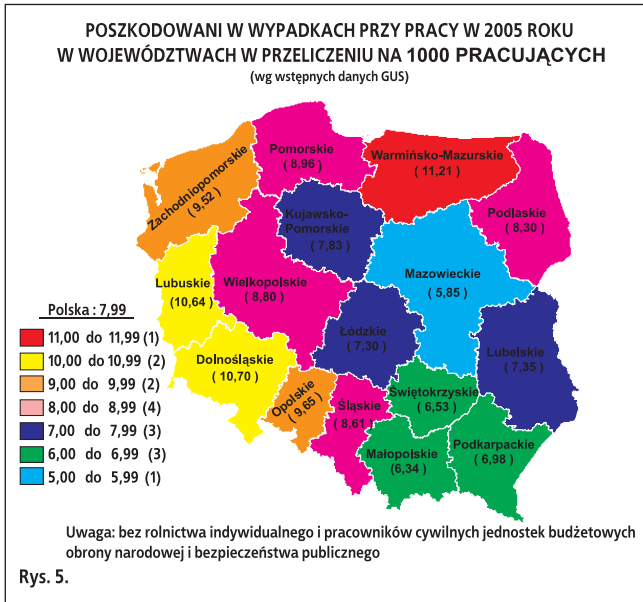 POSZKODOWANI W WYPADKACH PRZY PRACY W 2005 ROKU
W WOJEWÓDZTWACH W PRZELICZENIU NA 1000 PRACUJĄCYCH
(wg wstępnych danych GUS)
Pomorskie
( 8,96 )
Warmińsko-Mazurskie
( 11,21 )
Zachodniopomorskie
( 9.52 )
Podlaskie
( 8,30 )
Kujawsko-
Pomorskie
( 7,83 )
Mazowieckie
( 5,85 )
Lubuskie
(10,64 )
Wielkopolskie
( 8,80 )
Łódzkie
( 7,30 )
Lubelskie
( 7,35 )
Dolnośląskie
( 10,70 )
Opolskie
( 9,65 )
Śląskie
( 8,61 )
Świętokrzyskie
( 6,53 )
Małopolskie
(6,34 )
Podkarpackie
( 6,98 )
Polska : 7,99
11,00 do 11,99 (1)
10,00 do 10,99 (2)
9,00 do 9,99 (2)
8,00 do 8,99 (4)
7,00 do 7,99 (3)
6,00 do 6,99 (3)
5,00 do 5,99 (1)
Uwaga: bez rolnictwa indywidualnego i pracowników cywilnych jednostek budżetowych
obrony narodowej i bezpieczeństwa publicznego
Rys. 5.